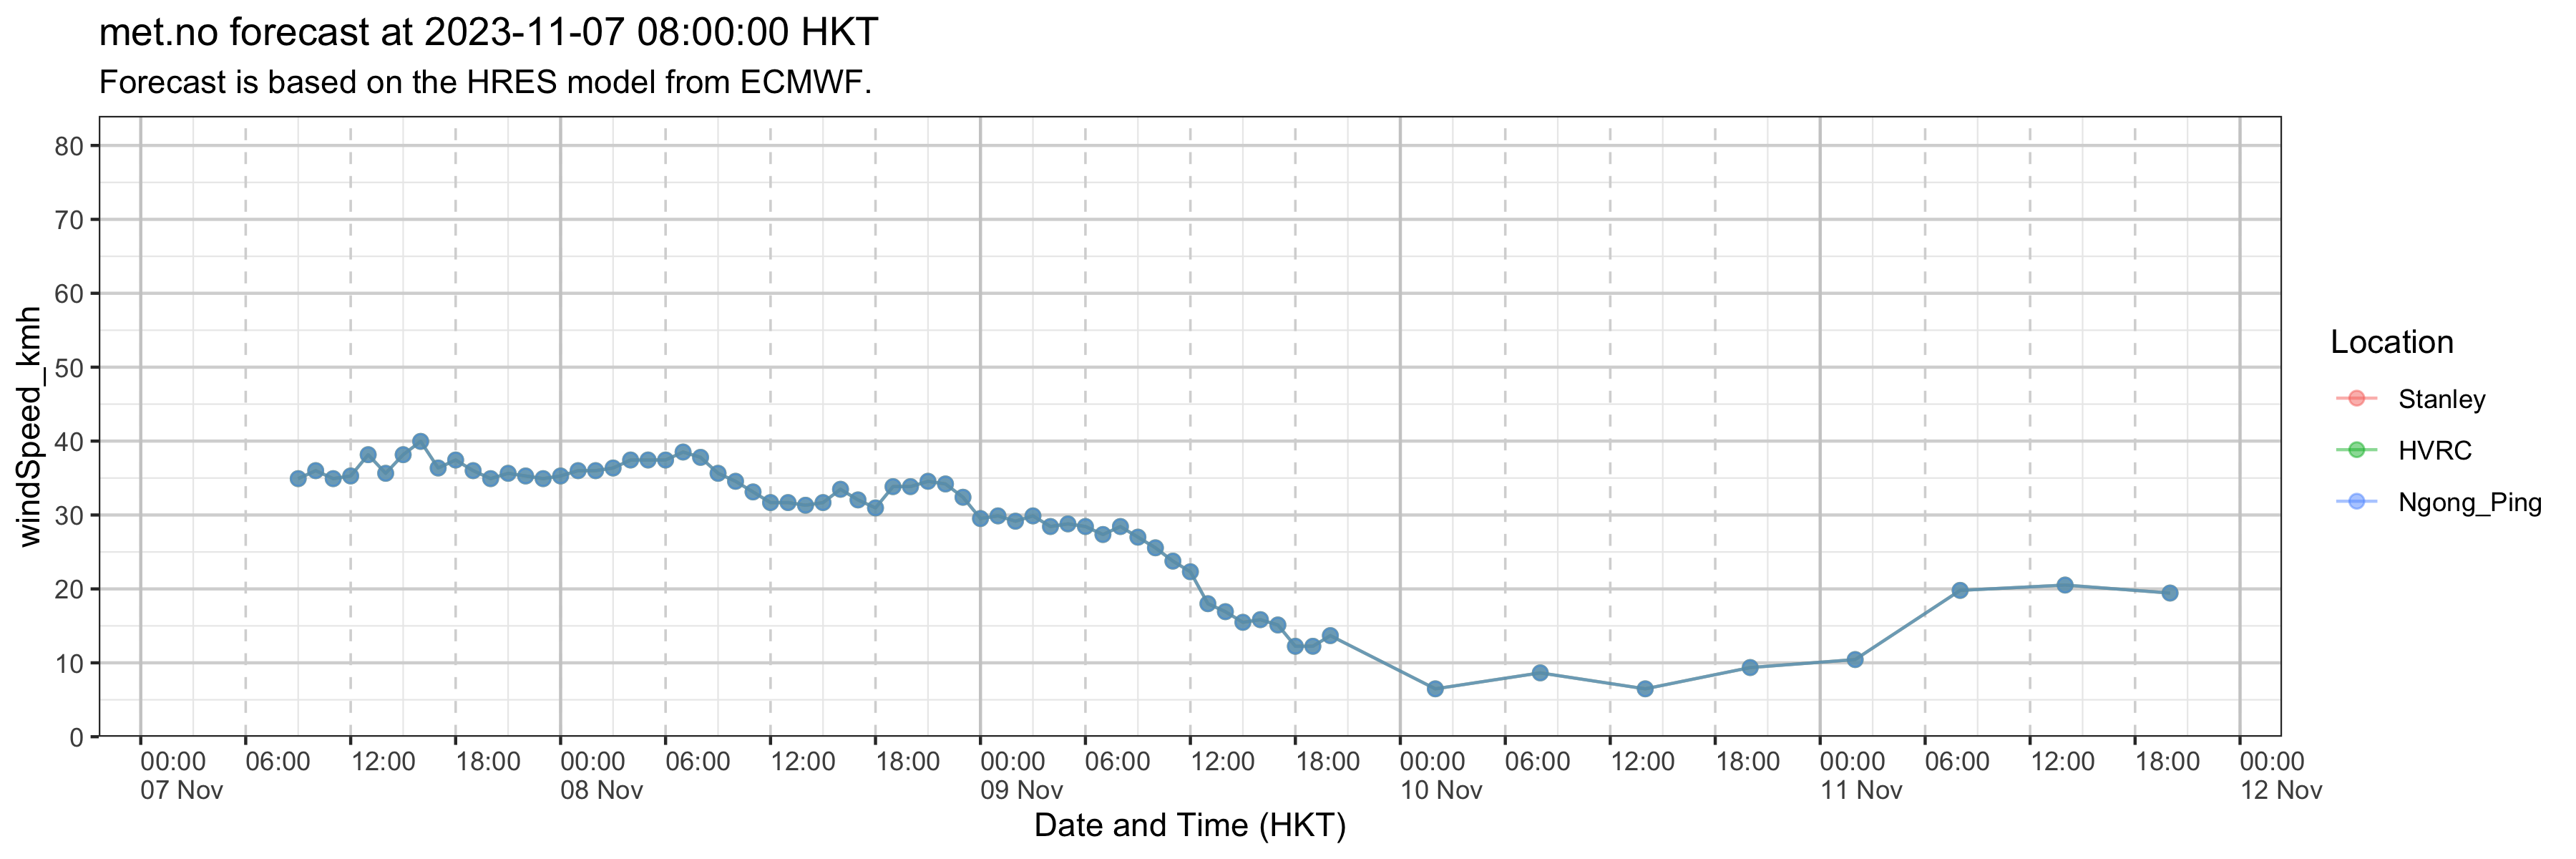 met.no forecast at 2023-11-07 08:00:00 HKT
Forecast is based on the HRES model from ECMWF.
windSpeed_kmh
80
70
60
50
40
30
20
10
0
00:00 06:00 12:00 18:00 00:00 06:00 12:00 18:00 00:00 06:00 12:00 18:00 00:00 06:00 12:00 18:00 00:00 06:00 12:00 18:00 00:00
07 Nov 08 Nov 09 Nov 10 Nov 11 Nov 12 Nov
Date and Time (HKT)
Location
Stanley
HVRC
Ngong_Ping